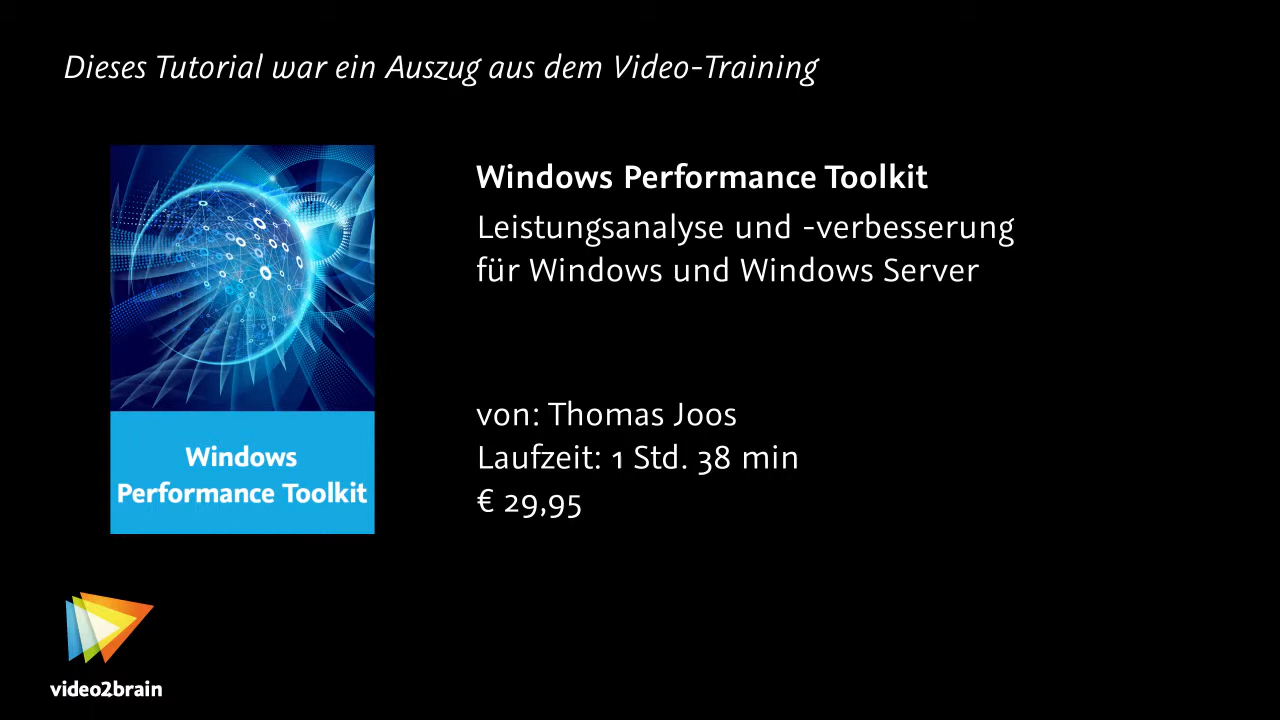 Dieses Tutorial war ein Auszug aus dem Video-Training
Windows Performance Toolkit
Leistungsanalyse und -verbesserung
für Windows und Windows Server
von: Thomas Joos
Laufzeit: 1 Std. 38 min
€ 29,95
Windows
Performance Toolkit
video2brain